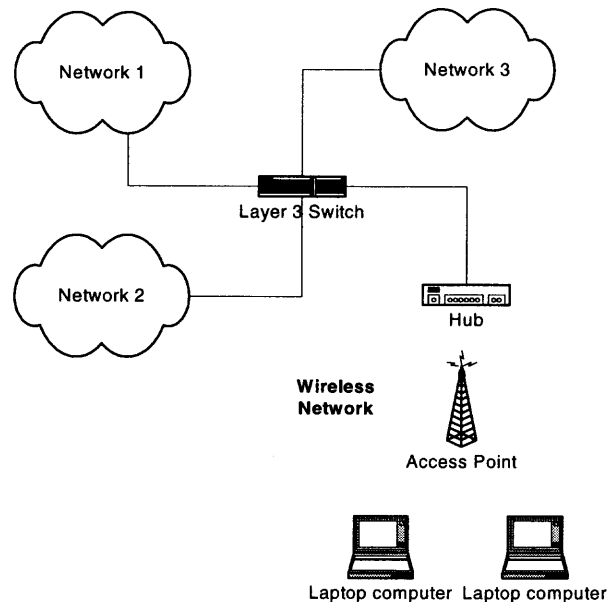 Network 1
Network 3
Layer 3 Switch
Network 2
Hub
Wireless
Network
Access Point
Laptop computer
Laptop computer